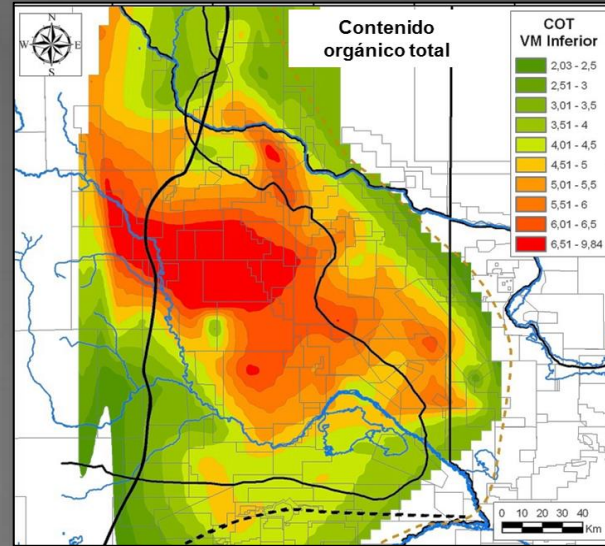 N
W E
S
Contenido
orgánico total
COT
VM Inferior
2,03 - 2,5
2,51 - 3
3,01 - 3,5
3,51 - 4
4,01 - 4,5
4,51 - 5
5,01 - 5,5
5,51 - 6
6,01 - 6,5
6,51 - 9,84
0 10 20 30 40
Km